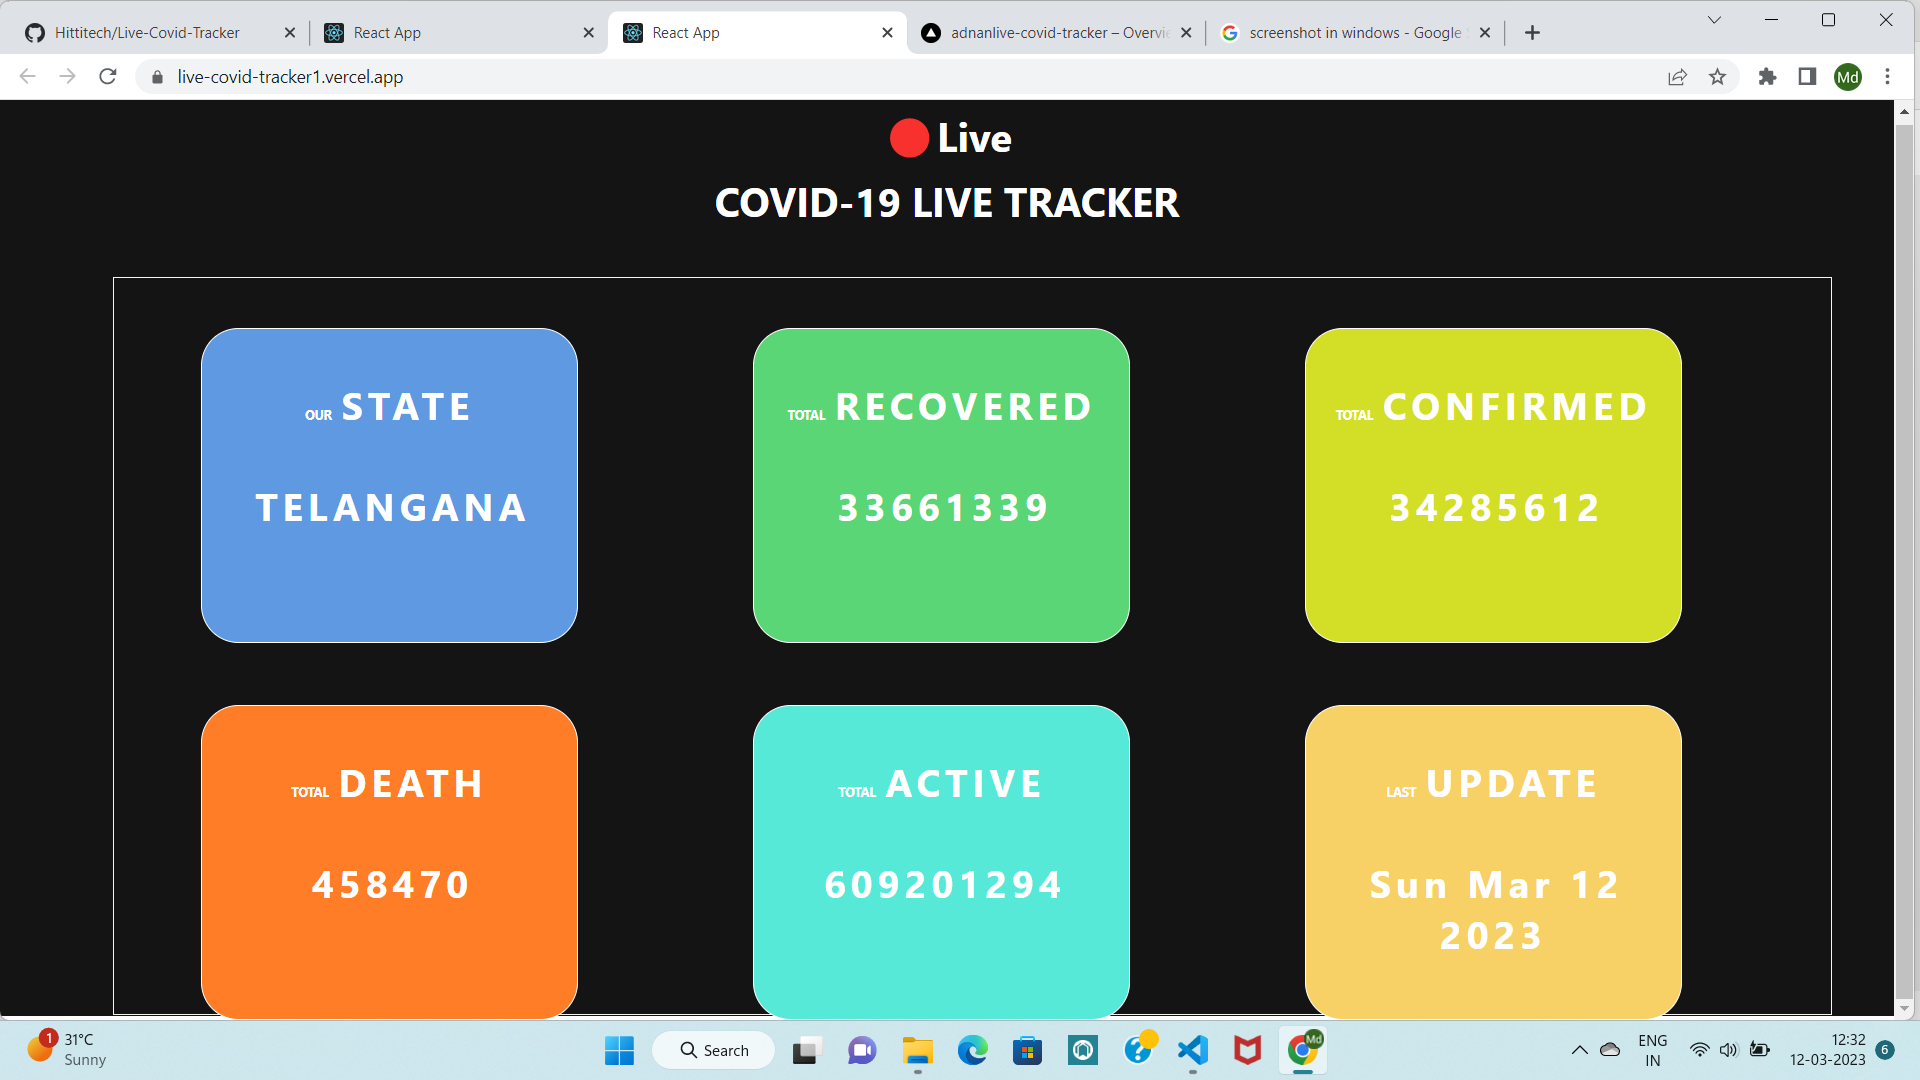 Hittitech/Live-Covid-Tracker
React App
React App
adnanlive-covid-tracker – Overvie
screenshot in windows - Google
live-covid-tracker1.vercel.app
Md
Live
COVID-19 LIVE TRACKER
OUR STATE
TELANGANA
TOTAL RECOVERED
33661339
TOTAL CONFIRMED
34285612
TOTAL DEATH
458470
TOTAL ACTIVE
609201294
LAST UPDATE
Sun Mar 12
2023
1
31°C
Sunny
Search
Md
ENG
IN
12:32
12-03-2023
6